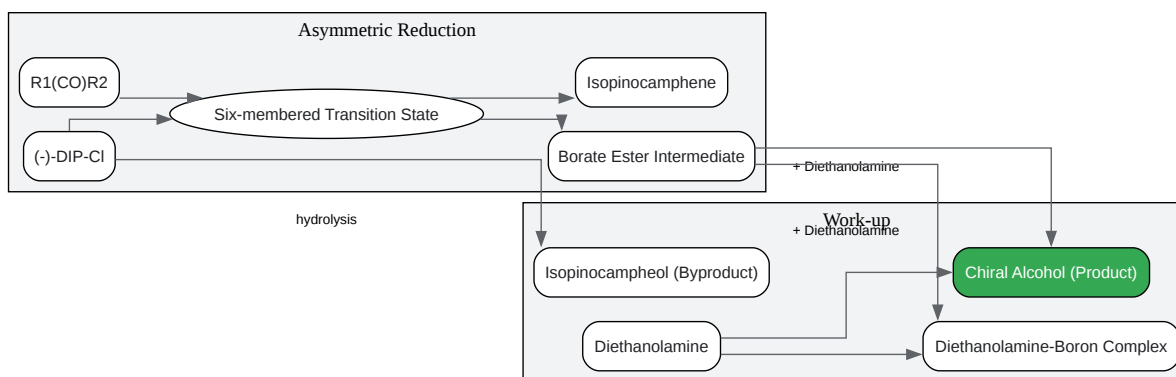 Asymmetric Reduction
R1(CO)R2
Isopinocamphene
Six-membered Transition State
(-)-DIP-Cl
Borate Ester Intermediate
+ Diethanolamine
hydrolysis
Work-up
+ Diethanolamine
Isopinocampheol (Byproduct)
Chiral Alcohol (Product)
Diethanolamine
Diethanolamine-Boron Complex